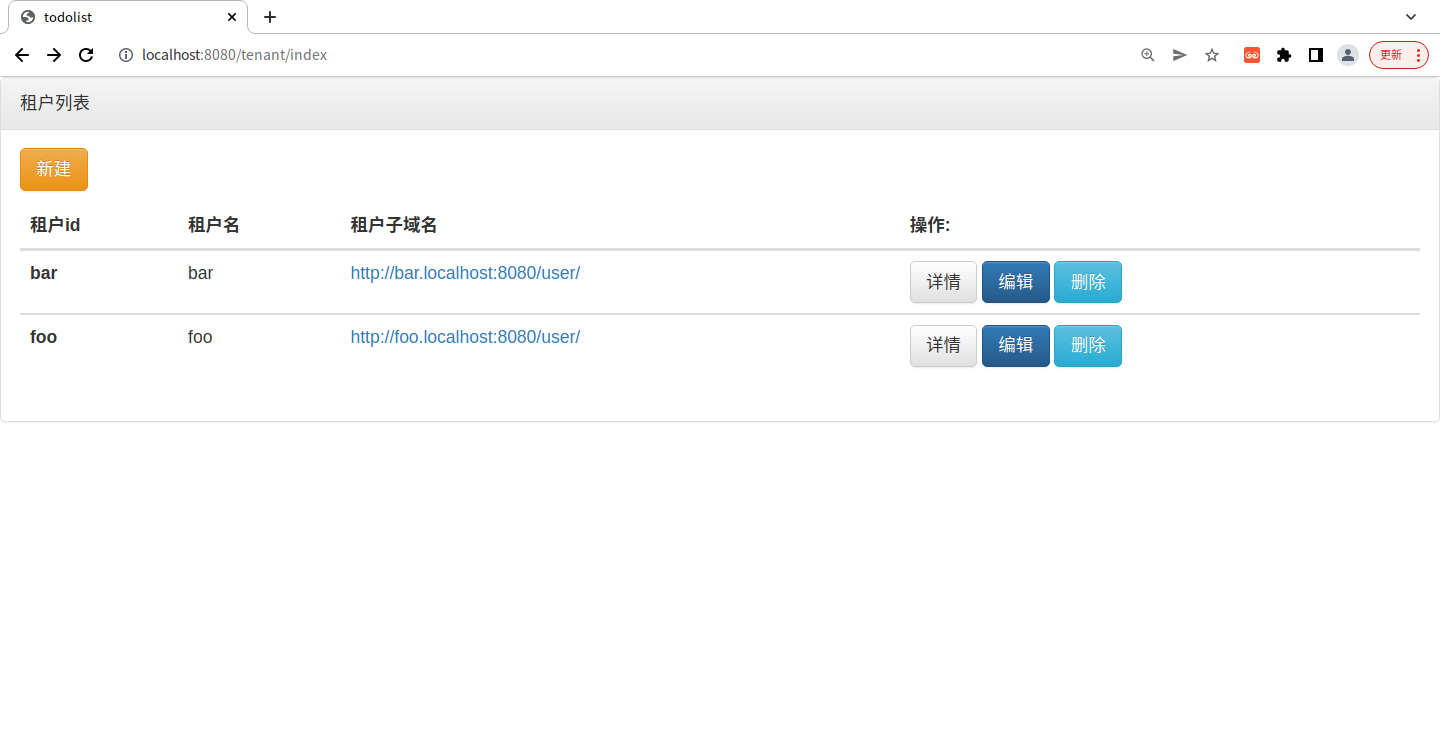 todolist
localhost:8080/tenant/index
更新
租户列表
新建
租户id 租户名 租户子域名 操作:
bar bar http://bar.localhost:8080/user/ 详情 编辑 删除
foo foo http://foo.localhost:8080/user/ 详情 编辑 删除